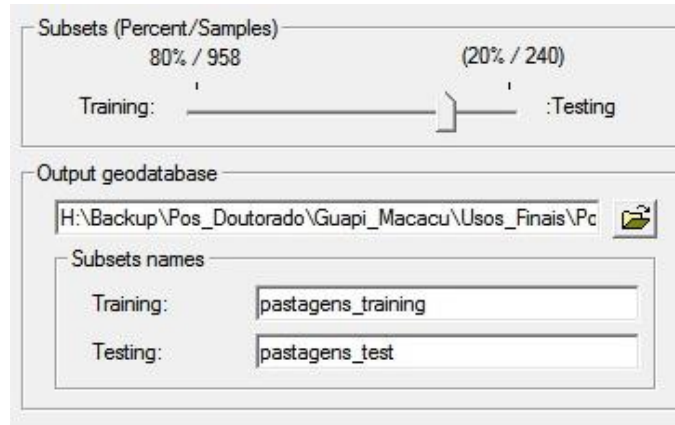 Subsets (Percent/Samples)
80% / 958 (20% / 240)
Training: :Testing
Output geodatabase
H:\Backup\Pos_Doutorado\Guapi_Macacu\Usos_Finais\Pc
Subsets names
Training: pastagens_training
Testing: pastagens_test